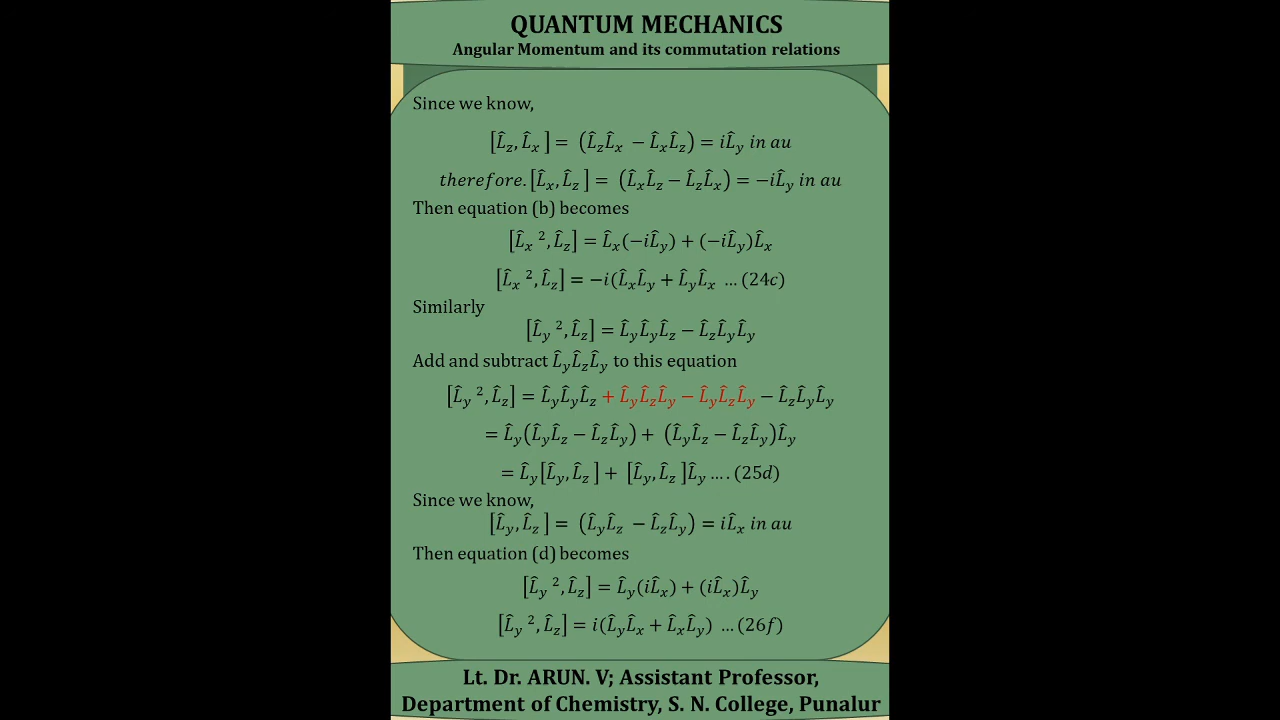 QUANTUM MECHANICS
Angular Momentum and its commutation relations
Since we know,
[L̂z, L̂x ] = (L̂zL̂x − L̂xL̂z) = iL̂y in au
therefore. [L̂x, L̂z ] = (L̂xL̂z − L̂zL̂x) = −iL̂y in au
Then equation (b) becomes
[L̂x ², L̂z] = L̂x(−iL̂y) + (−iL̂y)L̂x
[L̂x ², L̂z] = −i(L̂xL̂y + L̂yL̂x … (24c)
Similarly
[L̂y ², L̂z] = L̂yL̂yL̂z − L̂zL̂yL̂y
Add and subtract L̂yL̂zL̂y to this equation
[L̂y ², L̂z] = L̂yL̂yL̂z + L̂yL̂zL̂y − L̂yL̂zL̂y − L̂zL̂yL̂y
= L̂y(L̂yL̂z − L̂zL̂y) + (L̂yL̂z − L̂zL̂y)L̂y
= L̂y[L̂y, L̂z ] + [L̂y, L̂z ]L̂y … . (25d)
Since we know,
[L̂y, L̂z ] = (L̂yL̂z − L̂zL̂y) = iL̂x in au
Then equation (d) becomes
[L̂y ², L̂z] = L̂y(iL̂x) + (iL̂x)L̂y
[L̂y ², L̂z] = i(L̂yL̂x + L̂xL̂y) … (26f)
Lt. Dr. ARUN. V; Assistant Professor,
Department of Chemistry, S. N. College, Punalur